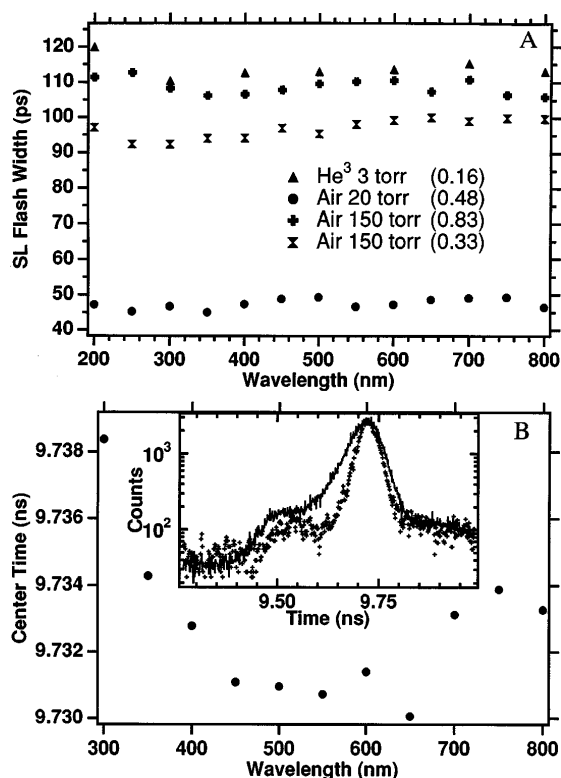 A
120
110
100
90
80
70
60
50
40
SL Flash Width (ps)
He³ 3 torr (0.16)
Air 20 torr (0.48)
Air 150 torr (0.83)
Air 150 torr (0.33)
200 300 400 500 600 700 800
Wavelength (nm)
B
9.738
9.736
9.734
9.732
9.730
Center Time (ns)
10³
10²
Counts
9.50 9.75
Time (ns)
300 400 500 600 700 800
Wavelength (nm)